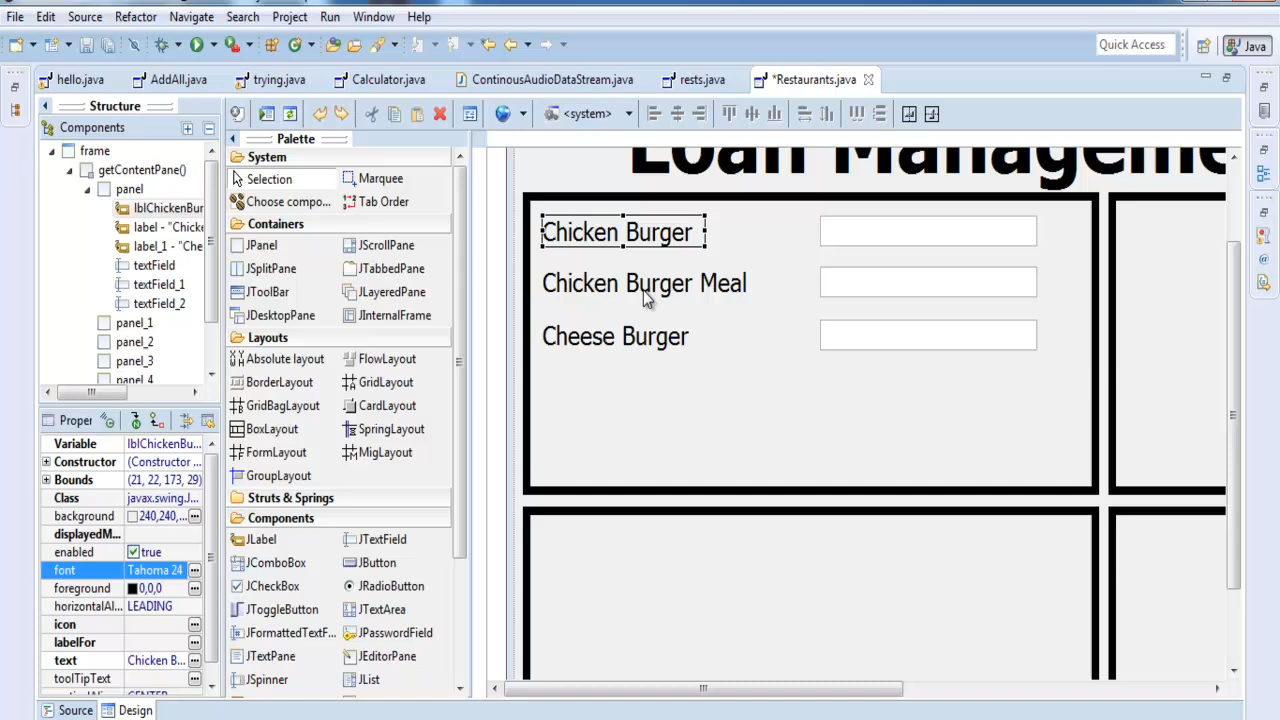 File Edit Source Refactor Navigate Search Project Run Window Help
Quick Access
Java
hello.java AddAll.java trying.java Calculator.java ContinousAudioDataStream.java rests.java *Restaurants.java
Structure
Components
frame
getContentPane()
panel
lblChickenBur
label - "Chicke
label_1 - "Che
textField
textField_1
textField_2
panel_1
panel_2
panel_3
panel_4
Proper
Variable lblChickenBu...
Constructor (Constructor ...
Bounds (21, 22, 173, 29)
Class javax.swing.J...
background 240,240,...
displayedM...
enabled true
font Tahoma 24
foreground 0,0,0
horizontalAl... LEADING
icon
labelFor
text Chicken B...
toolTipText
CENTER
Source Design
Palette
System
Selection Marquee
Choose compo... Tab Order
Containers
JPanel JScrollPane
JSplitPane JTabbedPane
JToolBar JLayeredPane
JDesktopPane JInternalFrame
Layouts
Absolute layout FlowLayout
BorderLayout GridLayout
GridBagLayout CardLayout
BoxLayout SpringLayout
FormLayout MigLayout
GroupLayout
Struts & Springs
Components
JLabel JTextField
JComboBox JButton
JCheckBox JRadioButton
JToggleButton JTextArea
JFormattedTextF... JPasswordField
JTextPane JEditorPane
JSpinner JList
<system>
Loan Manageme
Chicken Burger
Chicken Burger Meal
Cheese Burger